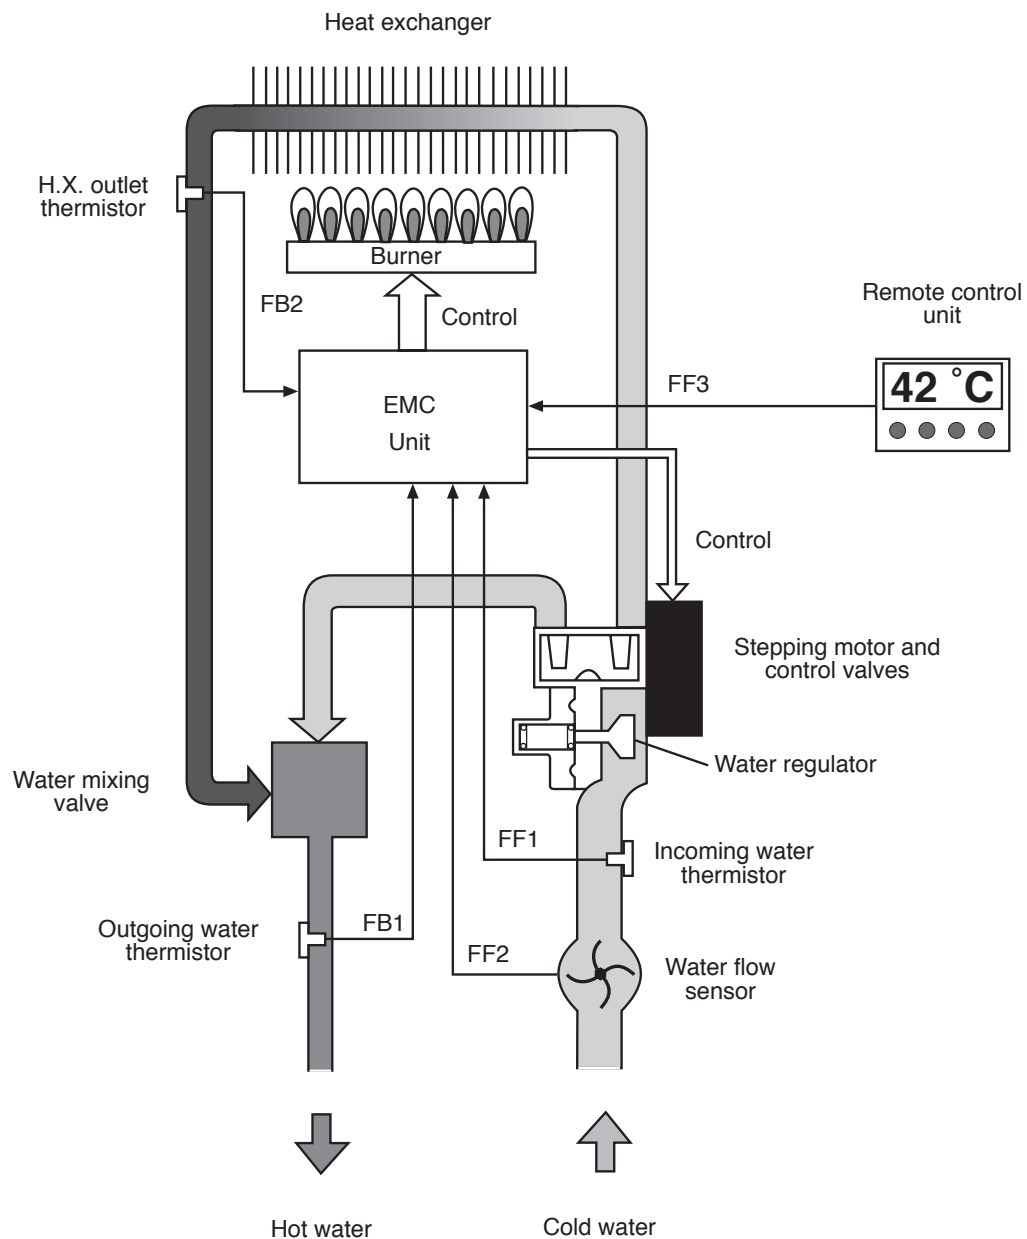 Heat exchanger
H.X. outlet
thermistor
Burner
FB2
Control
Remote control
unit
42 °C
FF3
EMC
Unit
Control
Stepping motor and
control valves
Water regulator
Water mixing
valve
FF1
Incoming water
thermistor
Outgoing water
thermistor
FB1
FF2
Water flow
sensor
Hot water
Cold water